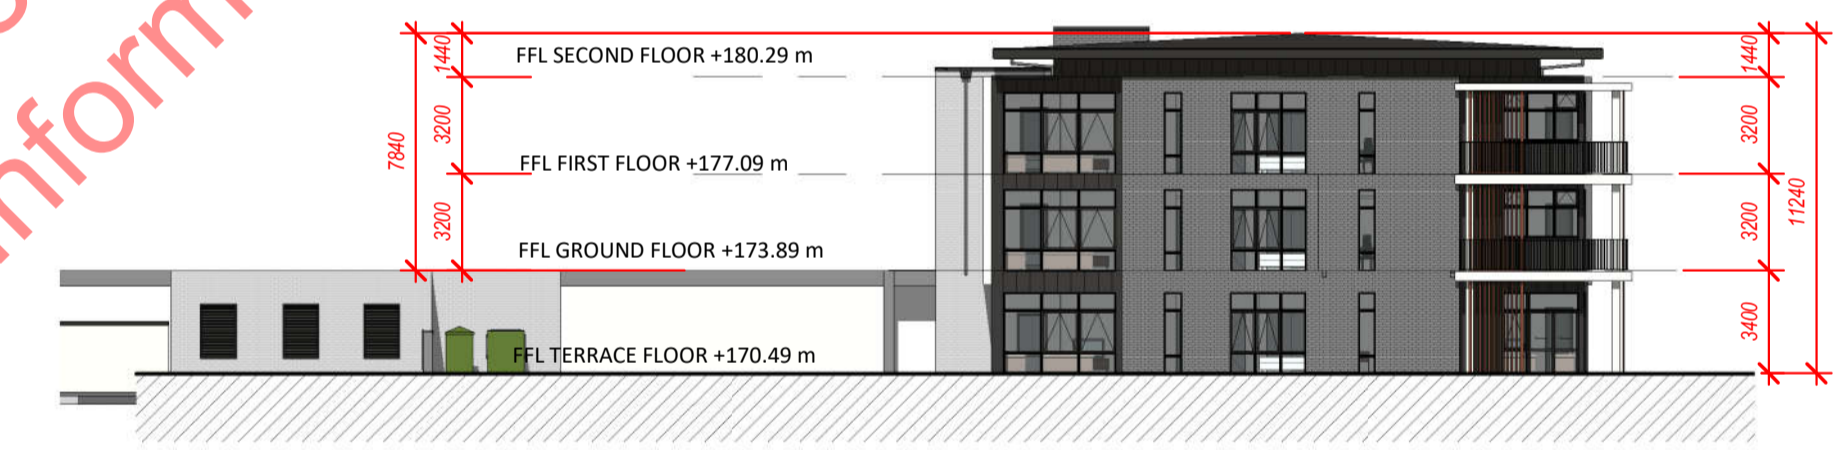 nform
1440
FFL SECOND FLOOR +180.29 m
1440
3200
3200
7840
FFL FIRST FLOOR +177.09 m
3200
3200
11240
FFL GROUND FLOOR +173.89 m
3400
FFL TERRACE FLOOR +170.49 m